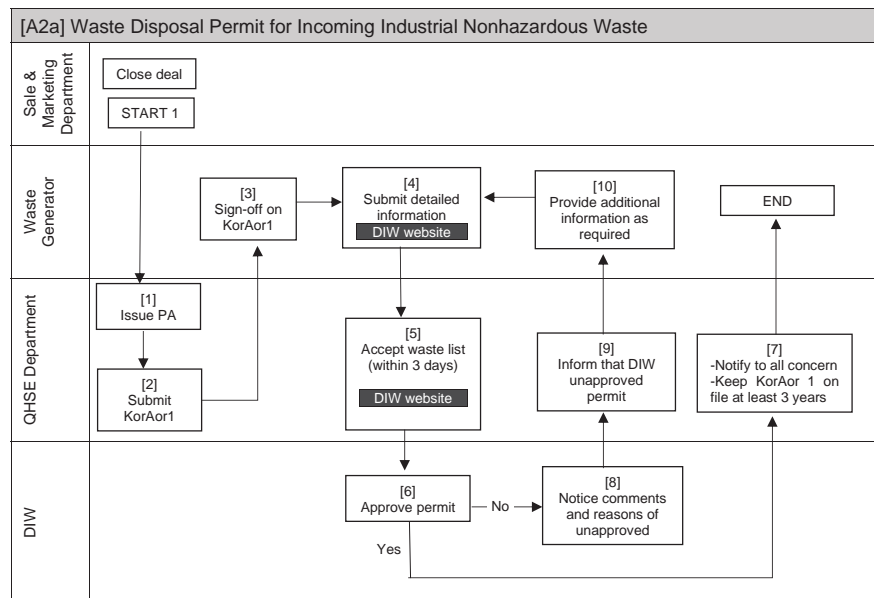 [A2a] Waste Disposal Permit for Incoming Industrial Nonhazardous Waste
Sale &
Marketing
Department
Close deal
START 1
Waste
Generator
[3]
Sign-off on
KorAor1
[4]
Submit detailed
information
DIW website
[10]
Provide additional
information as
required
END
QHSE Department
[1]
Issue PA
[2]
Submit
KorAor1
[5]
Accept waste list
(within 3 days)
DIW website
[9]
Inform that DIW
unapproved
permit
[7]
-Notify to all concern
-Keep KorAor 1 on
file at least 3 years
DIW
[6]
Approve permit
No
[8]
Notice comments
and reasons of
unapproved
Yes